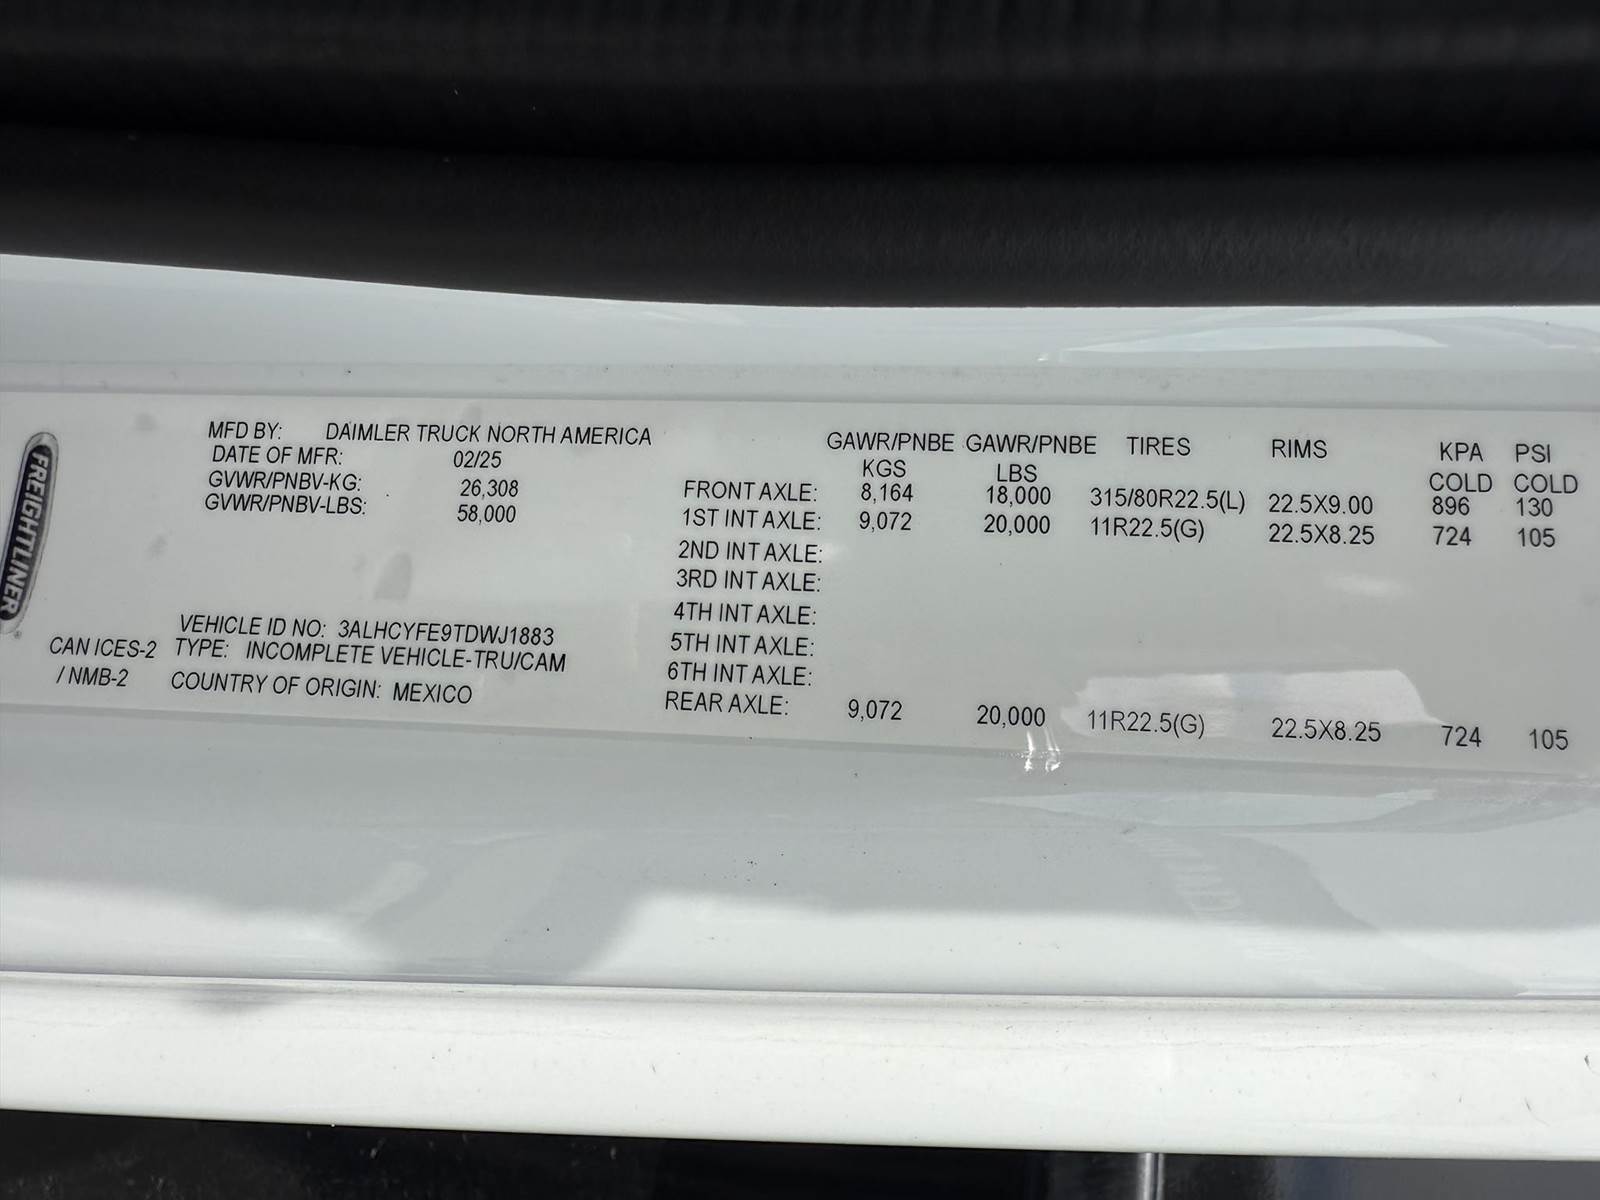 FREIGHTLINER
MFD BY: DAIMLER TRUCK NORTH AMERICA
DATE OF MFR: 02/25
GVWR/PNBV-KG: 26,308
GVWR/PNBV-LBS: 58,000
VEHICLE ID NO: 3ALHCYFE9TDWJ1883
CAN ICES-2 TYPE: INCOMPLETE VEHICLE-TRU/CAM
/ NMB-2 COUNTRY OF ORIGIN: MEXICO
GAWR/PNBE GAWR/PNBE TIRES RIMS KPA PSI
KGS LBS COLD COLD
FRONT AXLE: 8,164 18,000 315/80R22.5(L) 22.5X9.00 896 130
1ST INT AXLE: 9,072 20,000 11R22.5(G) 22.5X8.25 724 105
2ND INT AXLE:
3RD INT AXLE:
4TH INT AXLE:
5TH INT AXLE:
6TH INT AXLE:
REAR AXLE: 9,072 20,000 11R22.5(G) 22.5X8.25 724 105